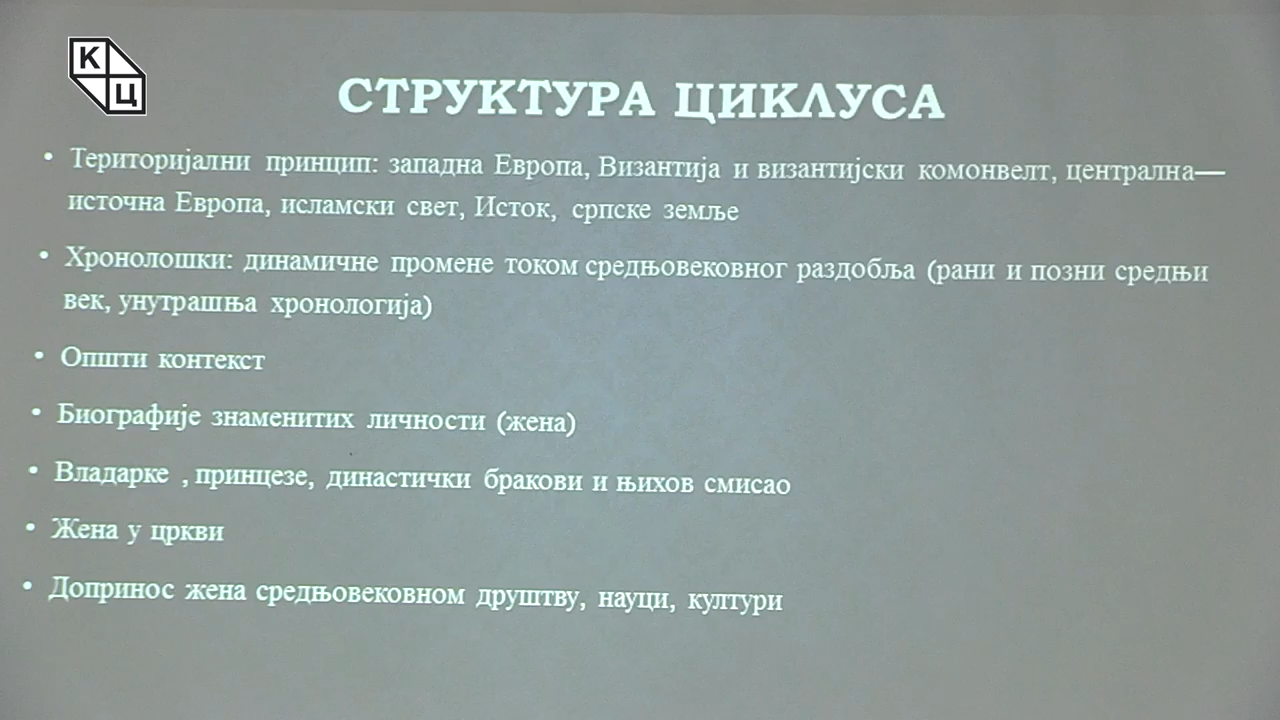 К
Ц
СТРУКТУРА ЦИКЛУСА
• Територијални принцип: западна Европа, Византија и византијски комонвелт, централна—
источна Европа, исламски свет, Исток, српске земље
• Хронолошки: динамичне промене током средњовековног раздобља (рани и позни средњи
век, унутрашња хронологија)
• Општи контекст
• Биографије знаменитих личности (жена)
• Владарке , принцезе, династички бракови и њихов смисао
• Жена у цркви
• Допринос жена средњовековном друштву, науци, култури